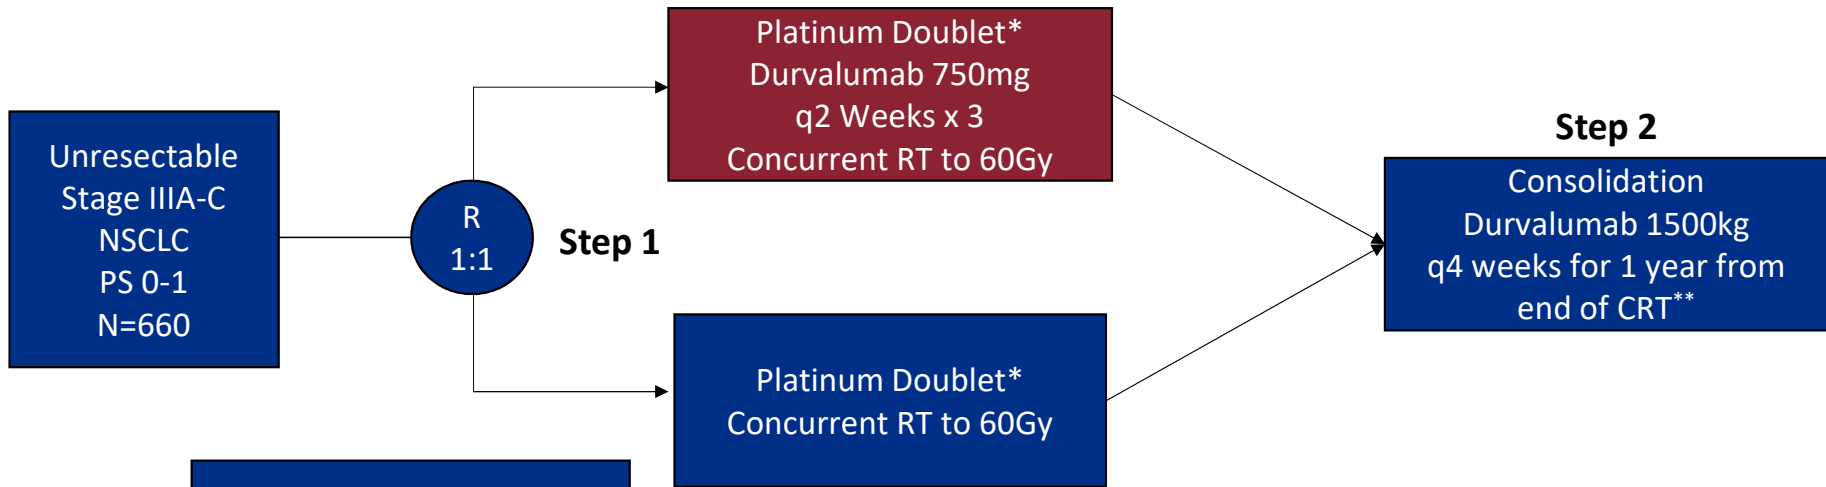 Unresectable
Stage IIIA-C
NSCLC
PS 0-1
N=660
R
1:1
Step 1
Platinum Doublet*
Durvalumab 750mg
q2 Weeks x 3
Concurrent RT to 60Gy
Platinum Doublet*
Concurrent RT to 60Gy
Step 2
Consolidation
Durvalumab 1500kg
q4 weeks for 1 year from
end of CRT**